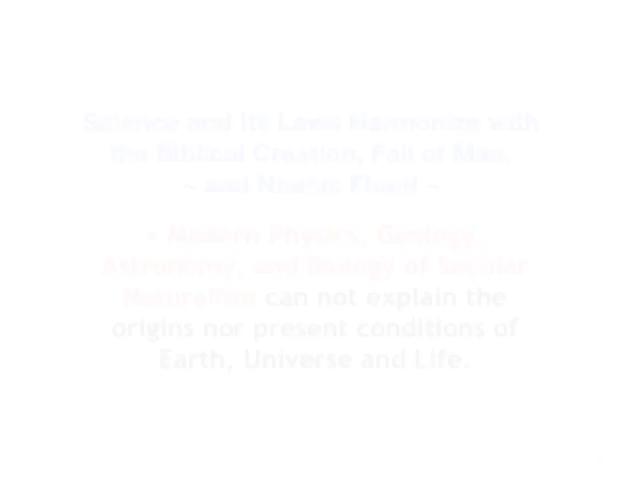 Science and Its Laws Harmonize with
the Biblical Creation, Fall of Man,
~ and Noahic Flood ~
- Modern Physics, Geology,
Astronomy, and Biology of Secular
Naturalism can not explain the
origins nor present conditions of
Earth, Universe and Life.